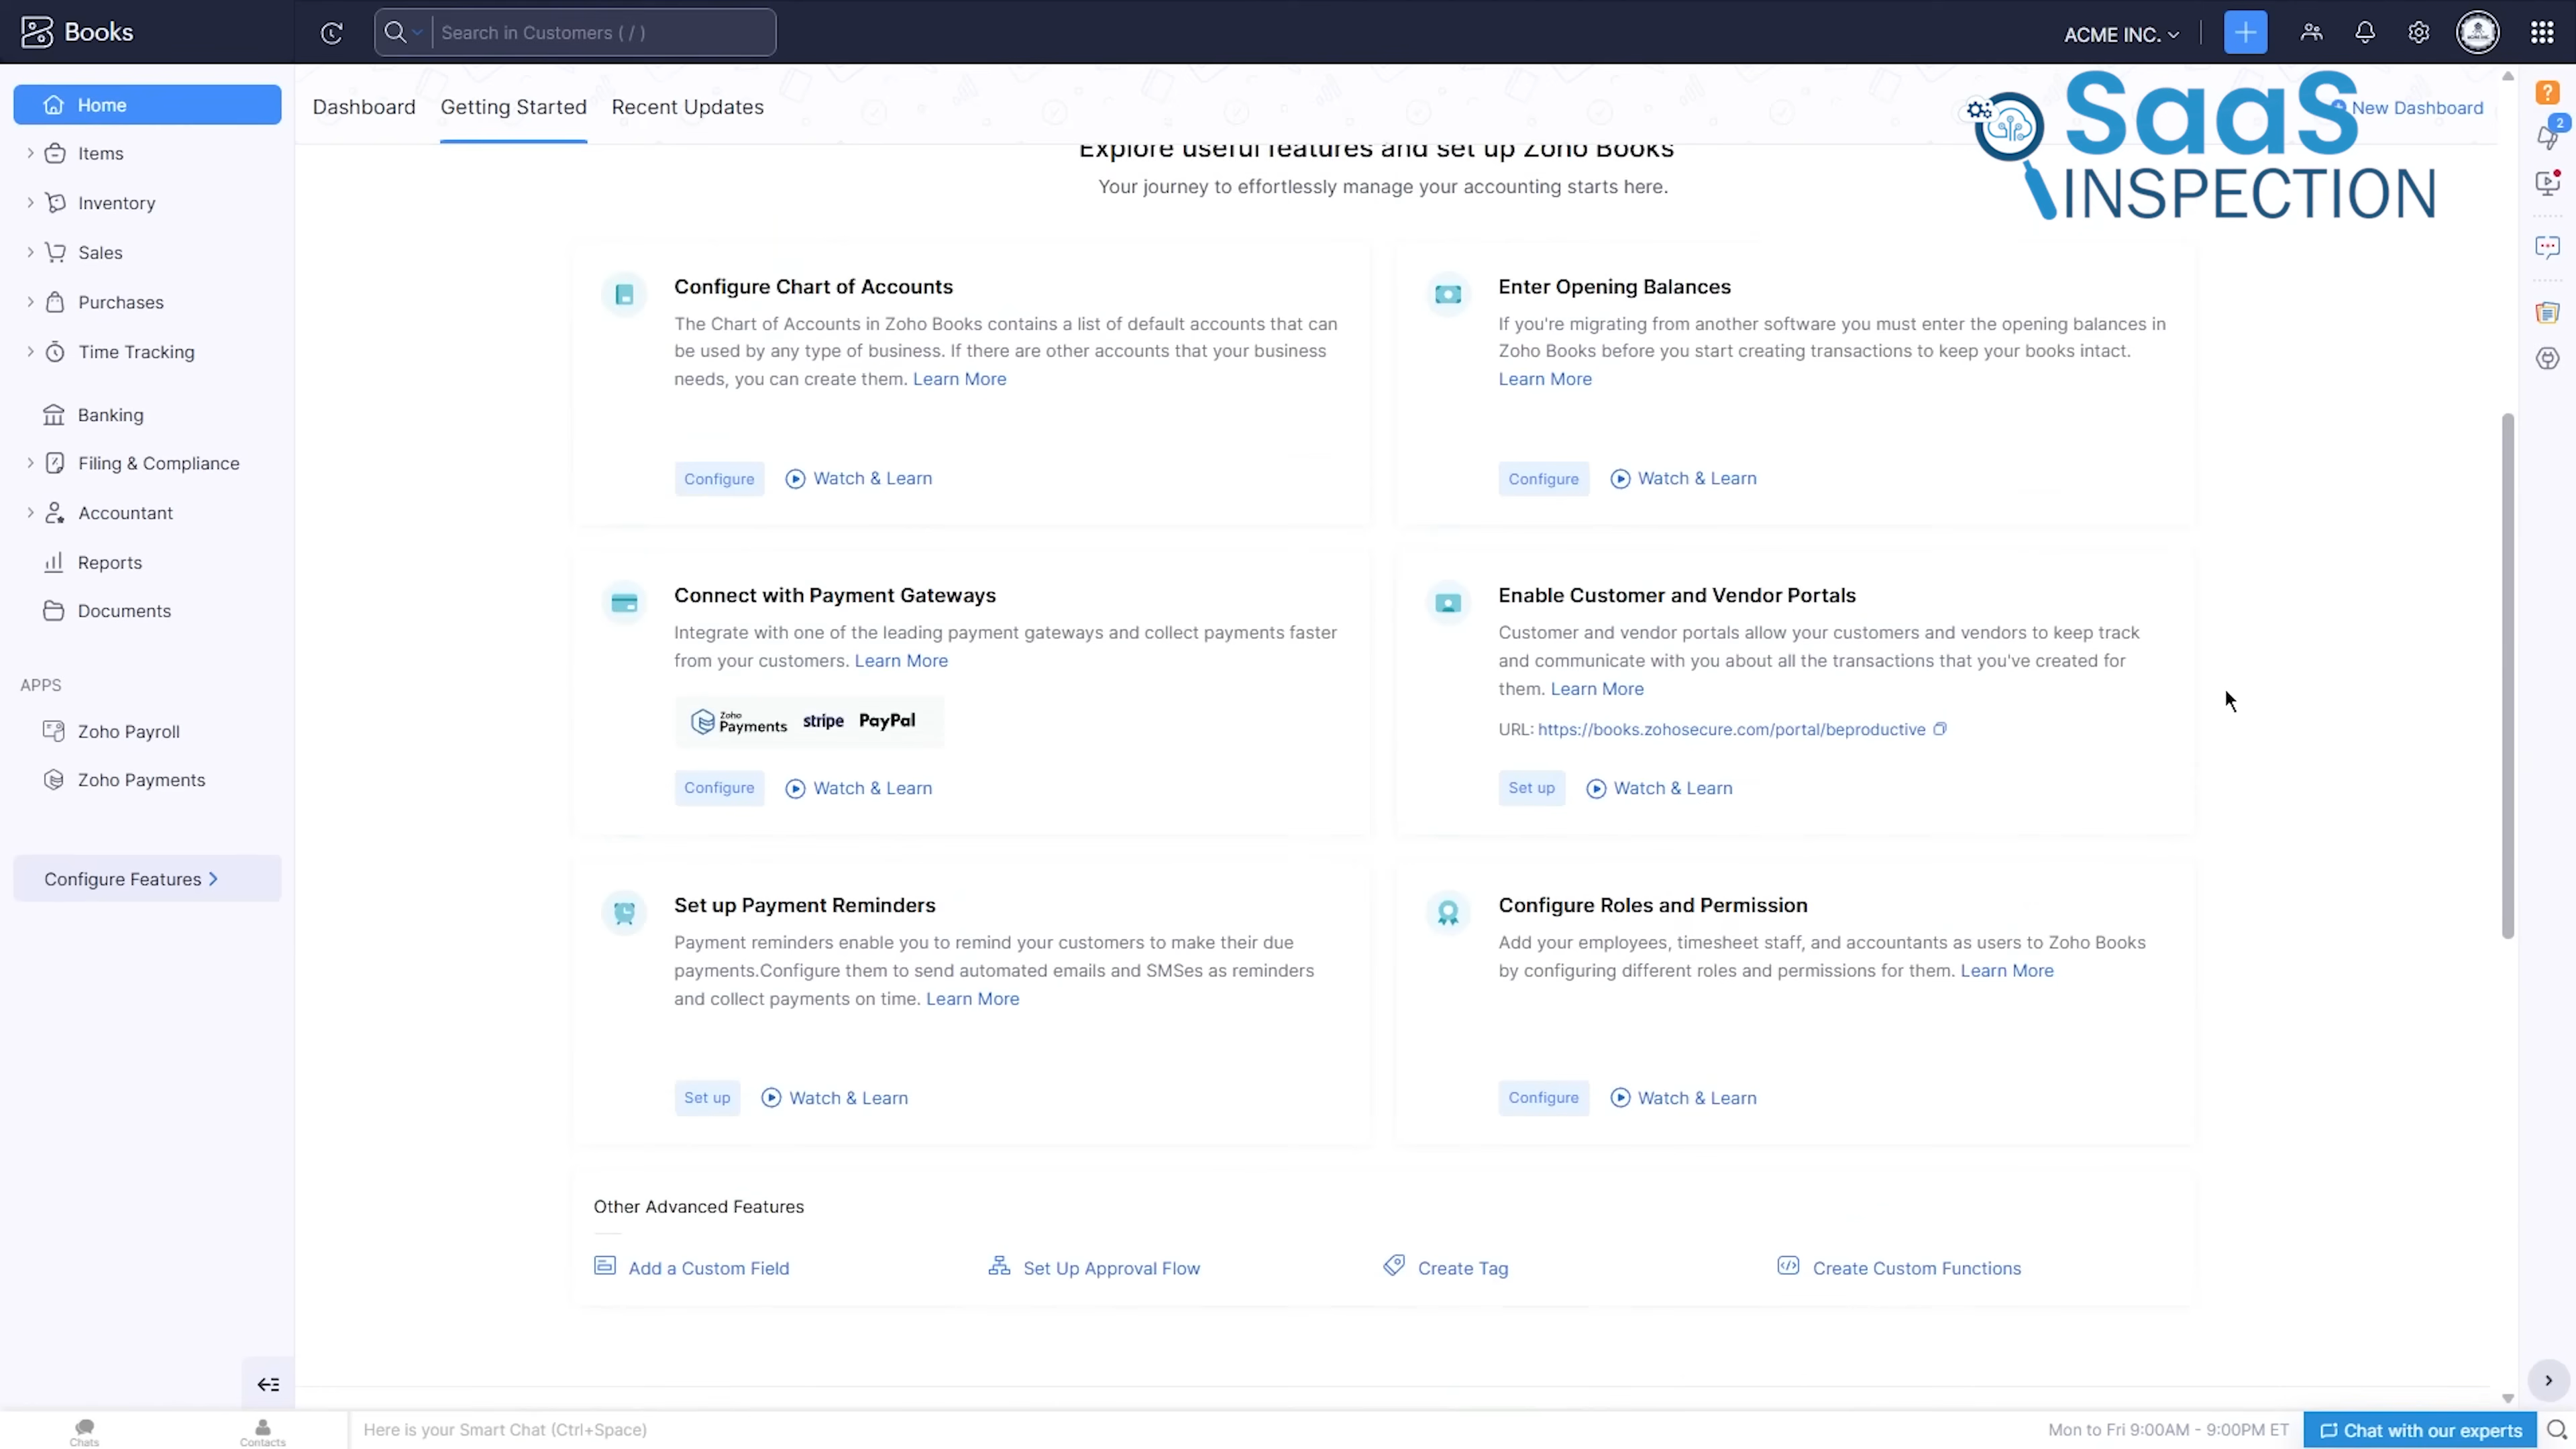 Books
Search in Customers ( / )
ACME INC.
Home
Items
Inventory
Sales
Purchases
Time Tracking
Banking
Filing & Compliance
Accountant
Reports
Documents
APPS
Zoho Payroll
Zoho Payments
Configure Features
Dashboard
Getting Started
Recent Updates
New Dashboard
SaaS
INSPECTION
2
Explore useful features and set up Zoho Books
Your journey to effortlessly manage your accounting starts here.
Configure Chart of Accounts
The Chart of Accounts in Zoho Books contains a list of default accounts that can
be used by any type of business. If there are other accounts that your business
needs, you can create them. Learn More
Configure
Watch & Learn
Enter Opening Balances
If you're migrating from another software you must enter the opening balances in
Zoho Books before you start creating transactions to keep your books intact.
Learn More
Configure
Watch & Learn
Connect with Payment Gateways
Integrate with one of the leading payment gateways and collect payments faster
from your customers. Learn More
Zoho
Payments
stripe
PayPal
Configure
Watch & Learn
Enable Customer and Vendor Portals
Customer and vendor portals allow your customers and vendors to keep track
and communicate with you about all the transactions that you've created for
them. Learn More
URL: https://books.zohosecure.com/portal/beproductive
Set up
Watch & Learn
Set up Payment Reminders
Payment reminders enable you to remind your customers to make their due
payments.Configure them to send automated emails and SMSes as reminders
and collect payments on time. Learn More
Set up
Watch & Learn
Configure Roles and Permission
Add your employees, timesheet staff, and accountants as users to Zoho Books
by configuring different roles and permissions for them. Learn More
Configure
Watch & Learn
Other Advanced Features
Add a Custom Field
Set Up Approval Flow
Create Tag
Create Custom Functions
Chats
Contacts
Here is your Smart Chat (Ctrl+Space)
Mon to Fri 9:00AM - 9:00PM ET
Chat with our experts